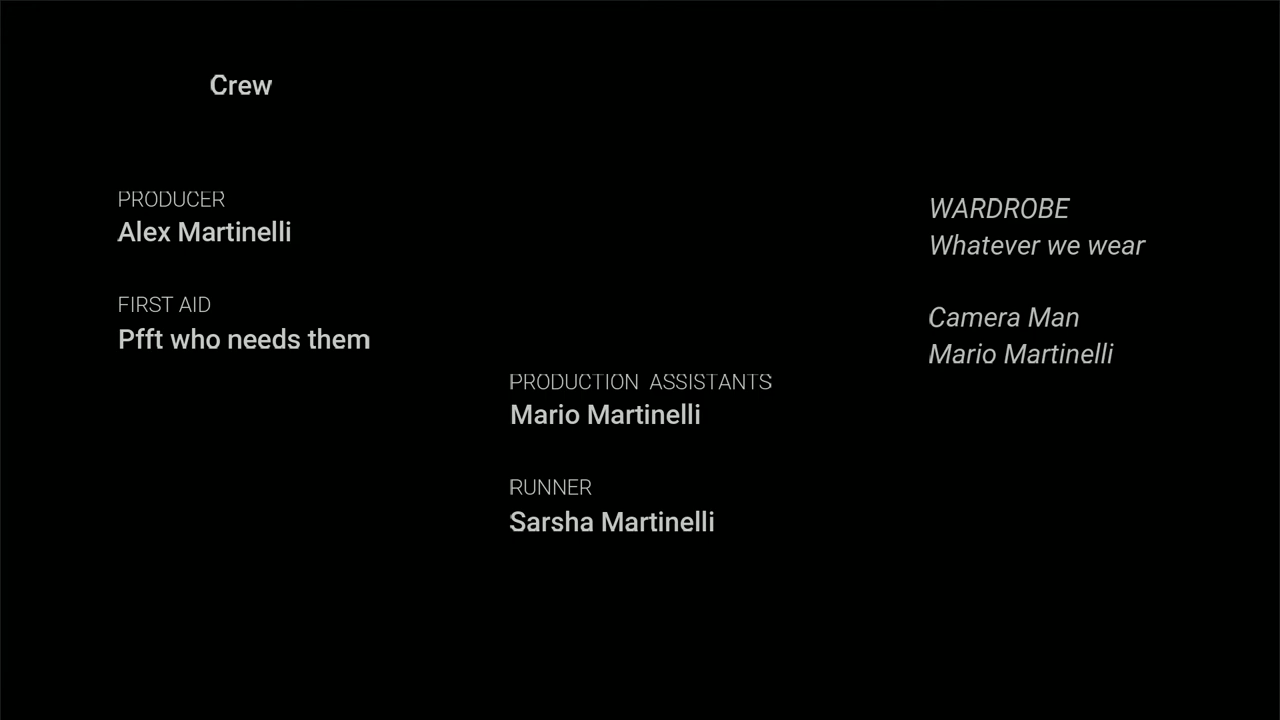 Crew
PRODUCER
Alex Martinelli
FIRST AID
Pfft who needs them
PRODUCTION ASSISTANTS
Mario Martinelli
RUNNER
Sarsha Martinelli
WARDROBE
Whatever we wear
Camera Man
Mario Martinelli